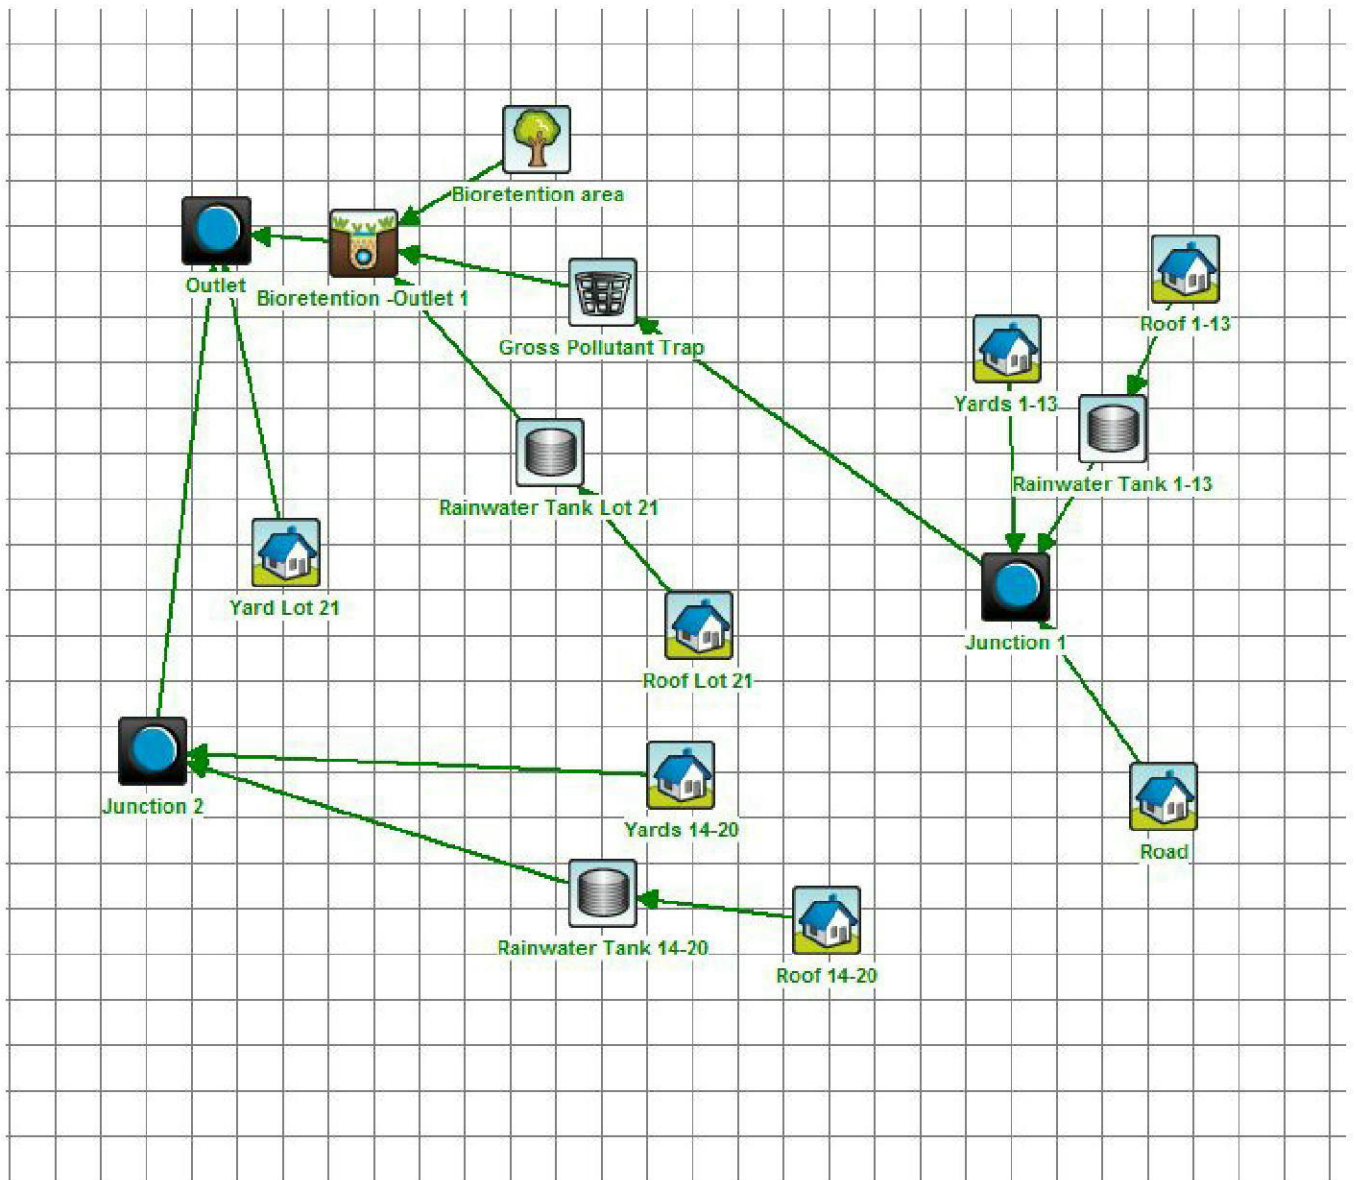 Bioretention area
Outlet
Bioretention -Outlet 1
Gross Pollutant Trap
Roof 1-13
Yards 1-13
Rainwater Tank 1-13
Rainwater Tank Lot 21
Yard Lot 21
Junction 1
Roof Lot 21
Junction 2
Yards 14-20
Road
Rainwater Tank 14-20
Roof 14-20